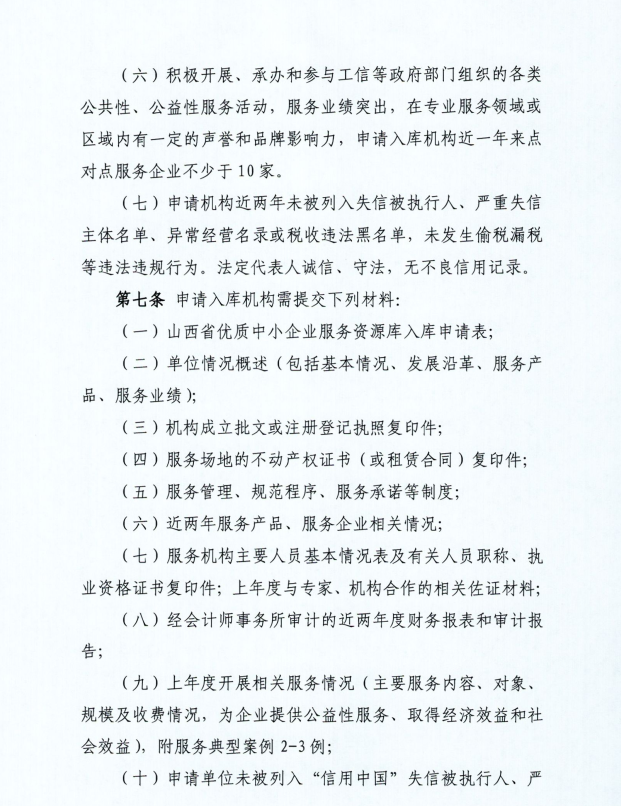 （六）积极开展、承办和参与工信等政府部门组织的各类
公共性、公益性服务活动，服务业绩突出，在专业服务领域或
区域内有一定的声誉和品牌影响力，申请入库机构近一年来点
对点服务企业不少于 10 家。
（七）申请机构近两年未被列入失信被执行人、严重失信
主体名单、异常经营名录或税收违法黑名单，未发生偷税漏税
等违法违规行为。法定代表人诚信、守法，无不良信用记录。
第七条 申请入库机构需提交下列材料：
（一）山西省优质中小企业服务资源库入库申请表；
（二）单位情况概述（包括基本情况、发展沿革、服务产
品、服务业绩）；
（三）机构成立批文或注册登记执照复印件；
（四）服务场地的不动产权证书（或租赁合同）复印件；
（五）服务管理、规范程序、服务承诺等制度；
（六）近两年服务产品、服务企业相关情况；
（七）服务机构主要人员基本情况表及有关人员职称、执
业资格证书复印件；上年度与专家、机构合作的相关佐证材料；
（八）经会计师事务所审计的近两年度财务报表和审计报
告；
（九）上年度开展相关服务情况（主要服务内容、对象、
规模及收费情况，为企业提供公益性服务、取得经济效益和社
会效益），附服务典型案例 2-3 例；
（十）申请单位未被列入“信用中国”失信被执行人、严